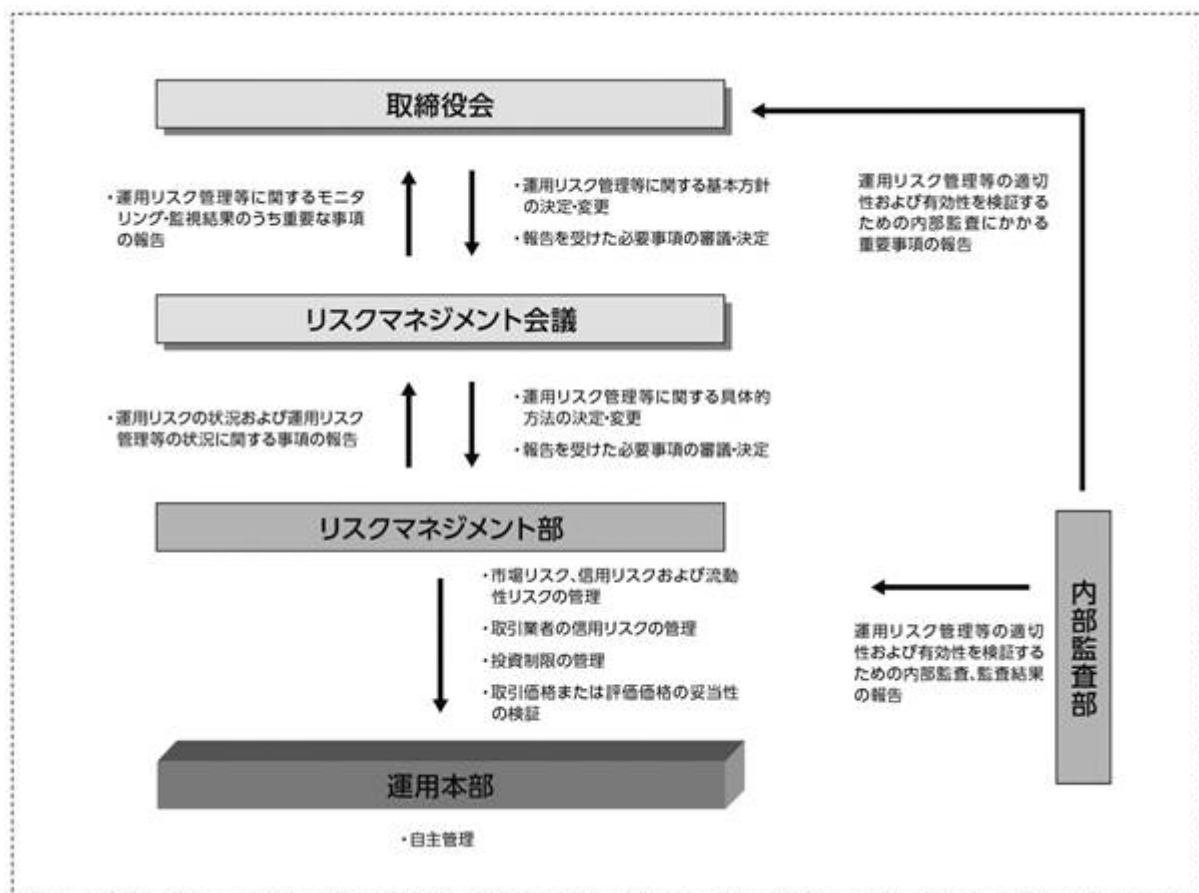 取締役会
・運用リスク管理等に関するモニタ
リング・監視結果のうち重要な事項
の報告
・運用リスク管理等に関する基本方針
の決定・変更
・報告を受けた必要事項の審議・決定
運用リスク管理等の適切
性および有効性を検証する
ための内部監査にかかる
重要事項の報告
リスクマネジメント会議
・運用リスクの状況および運用リスク
管理等の状況に関する事項の報告
・運用リスク管理等に関する具体的
方法の決定・変更
・報告を受けた必要事項の審議・決定
リスクマネジメント部
・市場リスク、信用リスクおよび流動
性リスクの管理
・取引業者の信用リスクの管理
・投資制限の管理
・取引価格または評価価格の妥当性
の検証
運用リスク管理等の適切
性および有効性を検証する
ための内部監査、監査結果
の報告
内部監査部
運用本部
・自主管理